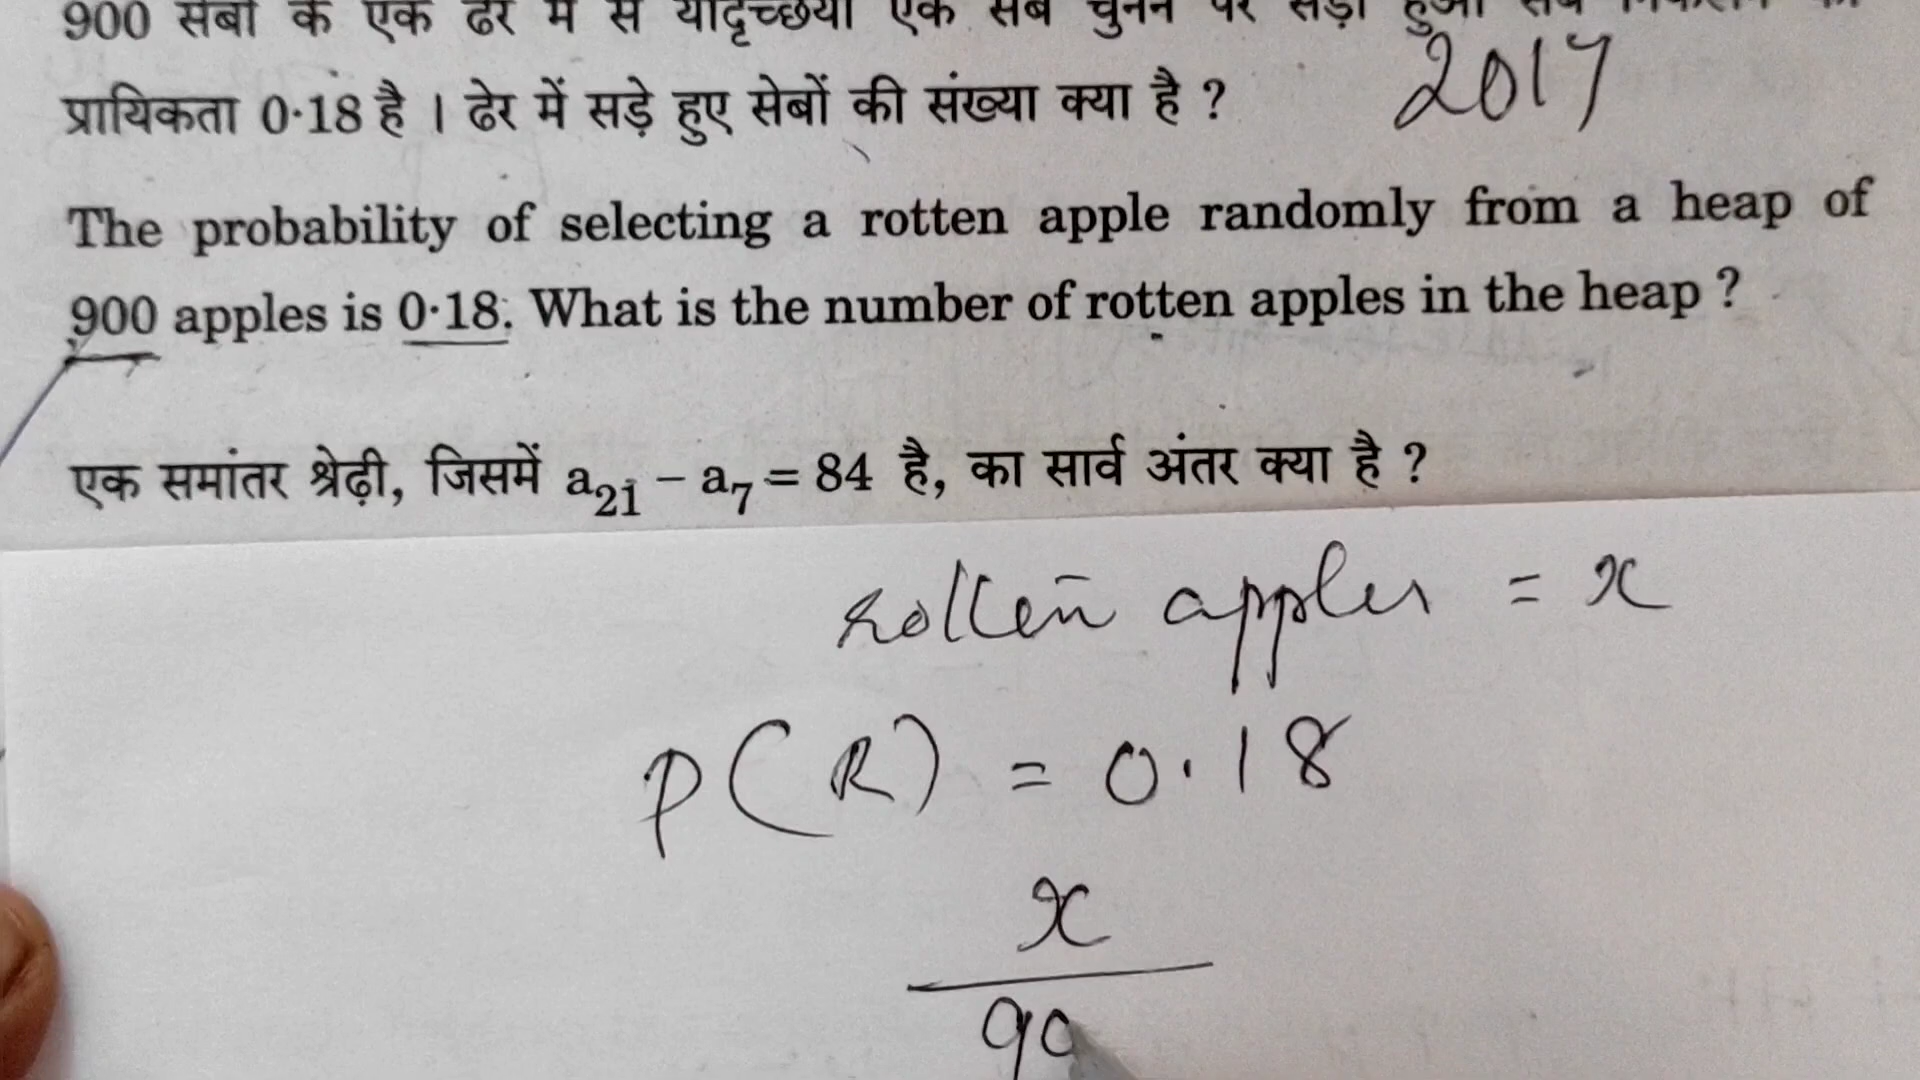 900 सेबों के एक ढेर में से यादृच्छया एक सेब चुनने पर सड़ा हुआ सेब
प्रायिकता 0·18 है । ढेर में सड़े हुए सेबों की संख्या क्या है ?
2017
The probability of selecting a rotten apple randomly from a heap of
900 apples is 0·18. What is the number of rotten apples in the heap ?
एक समांतर श्रेढ़ी, जिसमें a21 – a7 = 84 है, का सार्व अंतर क्या है ?
rotten apples = x
P(R) = 0.18
x
90